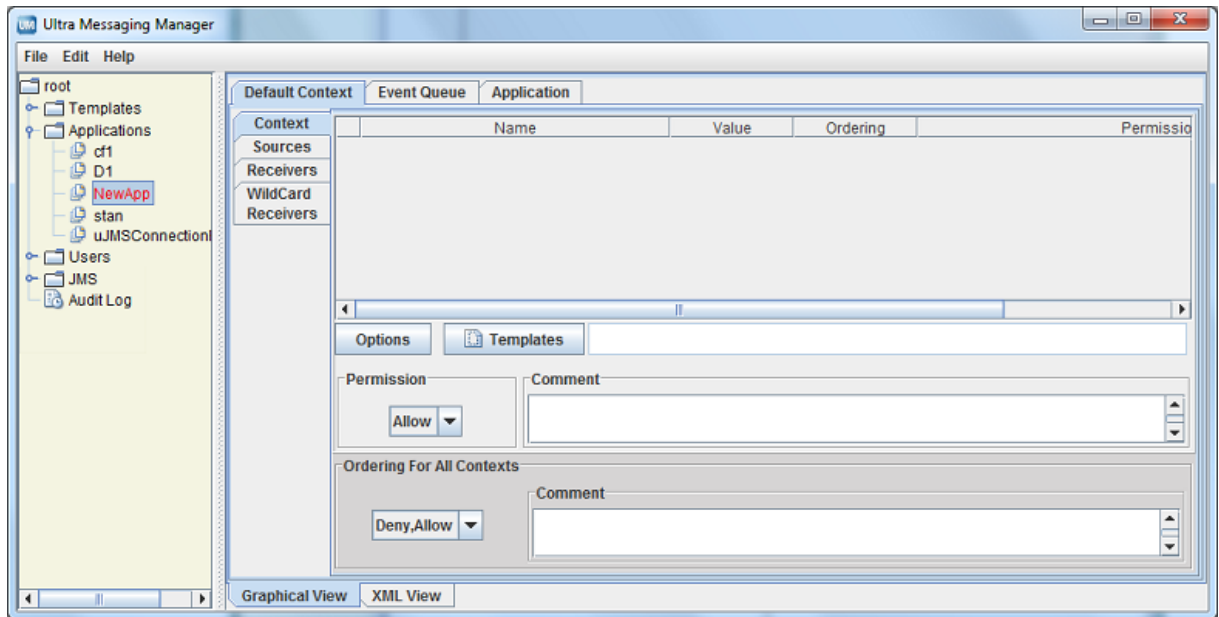 UM Ultra Messaging Manager
File Edit Help
root
Templates
Applications
cf1
D1
NewApp
stan
uJMSConnectionl
Users
JMS
Audit Log
Default Context Event Queue Application
Context
Sources
Receivers
WildCard
Receivers
Name Value Ordering Permissio
Options Templates
Permission Comment
Allow
Ordering For All Contexts
Comment
Deny,Allow
Graphical View XML View